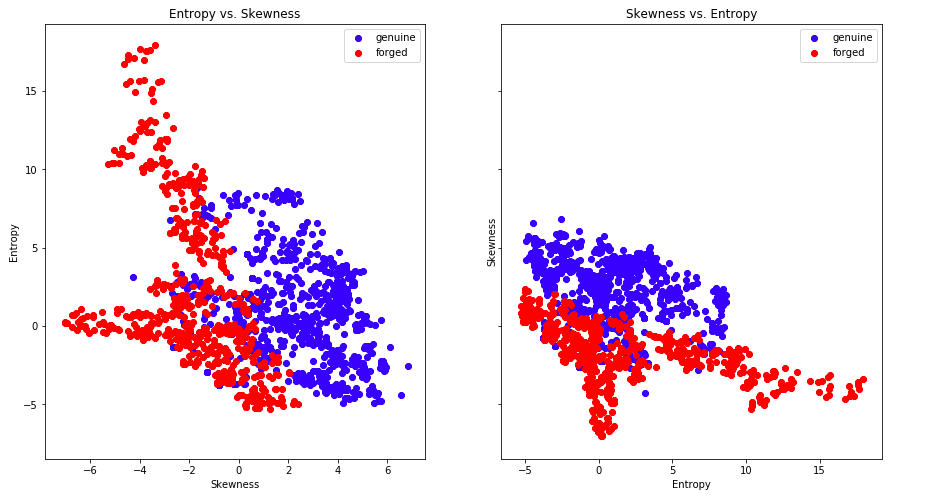 Entropy vs. Skewness
genuine
forged
15
10
5
0
−5
Entropy
−6
−4
−2
0
2
4
6
Skewness
Skewness vs. Entropy
genuine
forged
Skewness
−5
0
5
10
15
Entropy